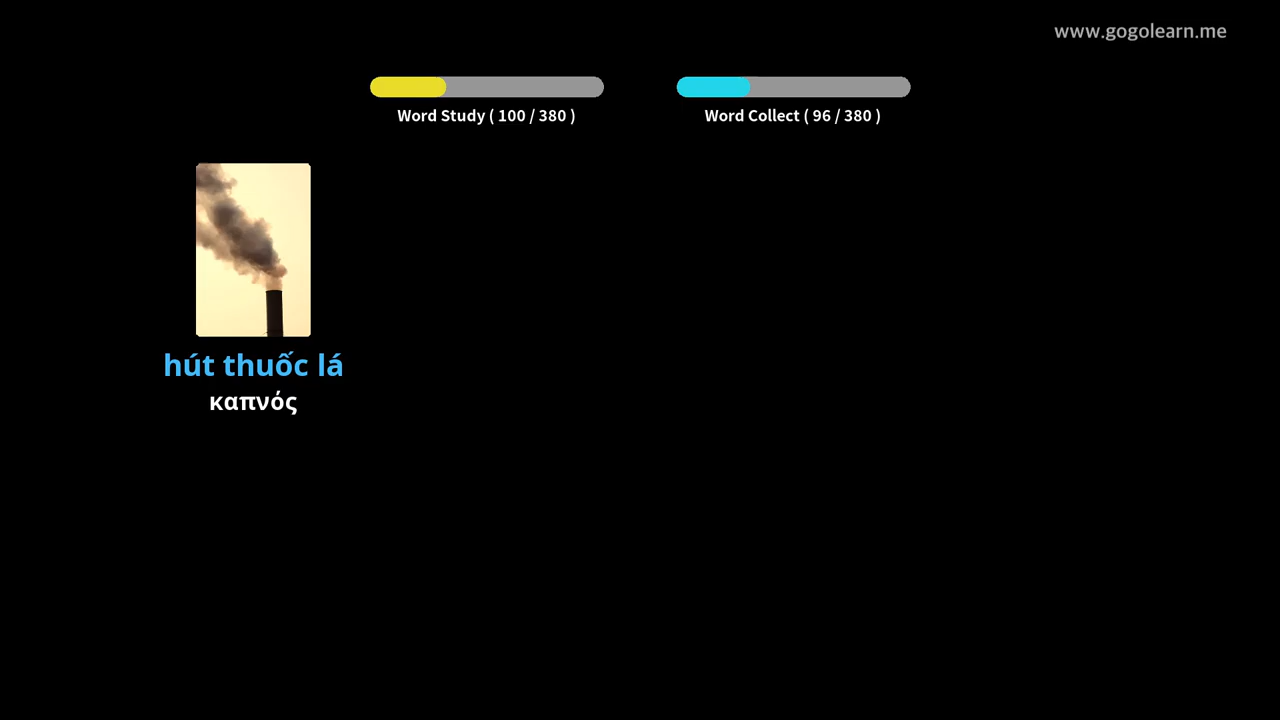 www.gogolearn.me
Word Study ( 100 / 380 )
Word Collect ( 96 / 380 )
hút thuốc lá
καπνός